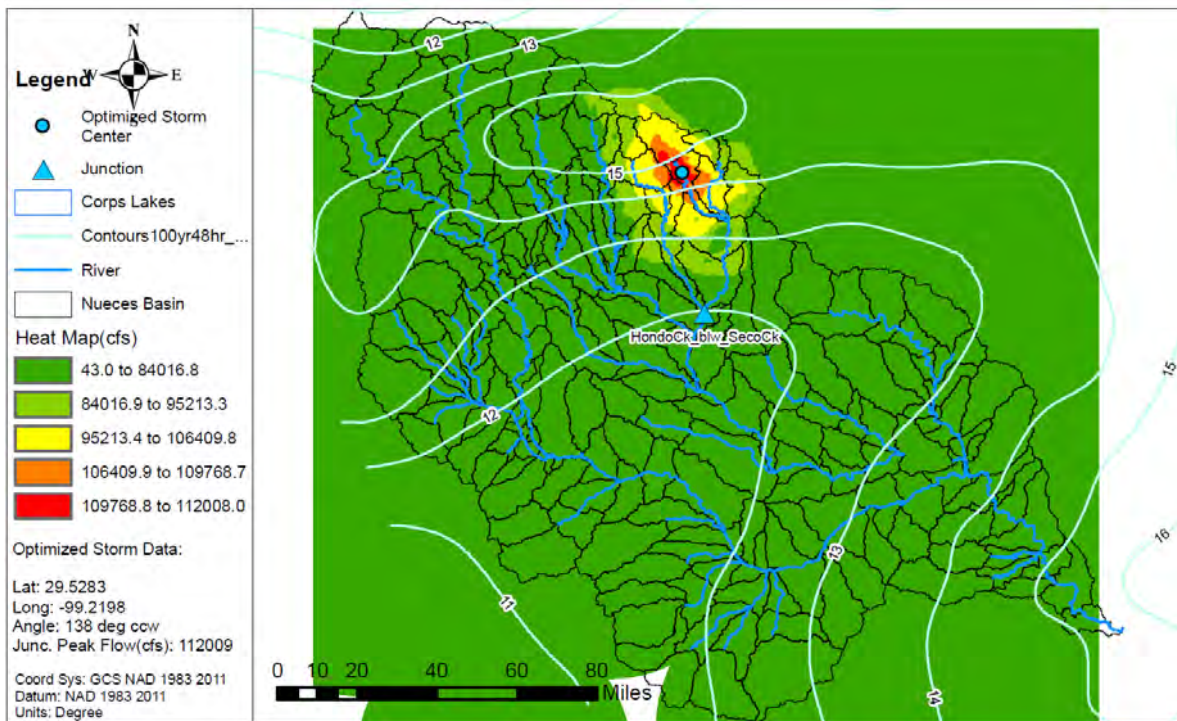 N
Legend
W
E
S
Optimized Storm
Center
Junction
Corps Lakes
Contours100yr48hr_...
River
Nueces Basin
Heat Map(cfs)
43.0 to 84016.8
84016.9 to 95213.3
95213.4 to 106409.8
106409.9 to 109768.7
109768.8 to 112008.0
Optimized Storm Data:
Lat: 29.5283
Long: -99.2198
Angle: 138 deg ccw
Junc. Peak Flow(cfs): 112009
Coord Sys: GCS NAD 1983 2011
Datum: NAD 1983 2011
Units: Degree
12
13
15
HondoCk_blw_SecoCk
12
15
16
11
13
14
0 10 20 40 60 80
Miles